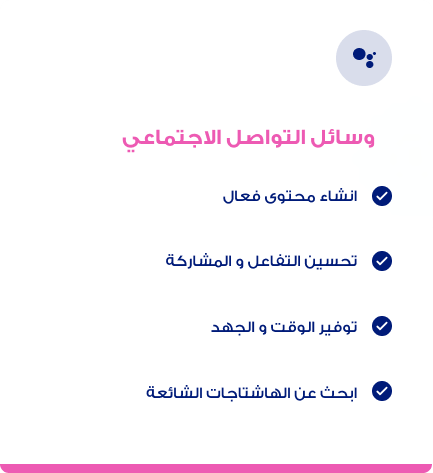 وسائل التواصل الاجتماعي
انشاء محتوى فعال
تحسين التفاعل و المشاركة
توفير الوقت و الجهد
ابحث عن الهاشتاجات الشائعة